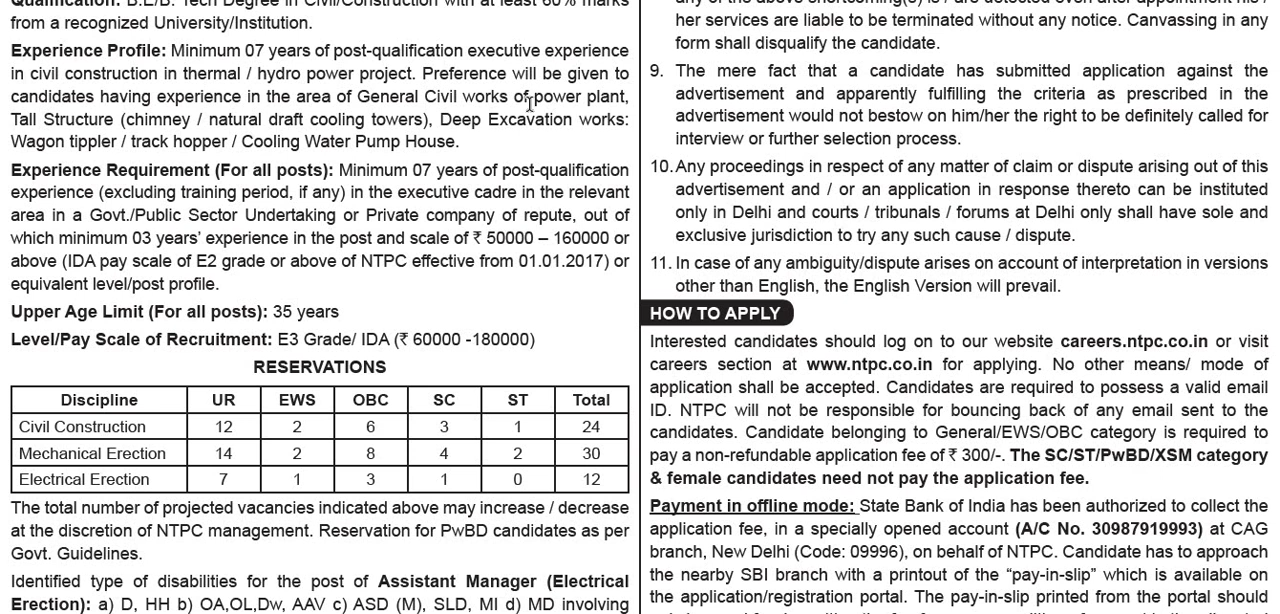 Qualification: B.E/B. Tech Degree in Civil/Construction with at least 60% marks
from a recognized University/Institution.
Experience Profile: Minimum 07 years of post-qualification executive experience
in civil construction in thermal / hydro power project. Preference will be given to
candidates having experience in the area of General Civil works of power plant,
Tall Structure (chimney / natural draft cooling towers), Deep Excavation works:
Wagon tippler / track hopper / Cooling Water Pump House.
Experience Requirement (For all posts): Minimum 07 years of post-qualification
experience (excluding training period, if any) in the executive cadre in the relevant
area in a Govt./Public Sector Undertaking or Private company of repute, out of
which minimum 03 years' experience in the post and scale of ₹ 50000 – 160000 or
above (IDA pay scale of E2 grade or above of NTPC effective from 01.01.2017) or
equivalent level/post profile.
Upper Age Limit (For all posts): 35 years
Level/Pay Scale of Recruitment: E3 Grade/ IDA (₹ 60000 -180000)
RESERVATIONS
Discipline UR EWS OBC SC ST Total
Civil Construction 12 2 6 3 1 24
Mechanical Erection 14 2 8 4 2 30
Electrical Erection 7 1 3 1 0 12
The total number of projected vacancies indicated above may increase / decrease
at the discretion of NTPC management. Reservation for PwBD candidates as per
Govt. Guidelines.
Identified type of disabilities for the post of Assistant Manager (Electrical
Erection): a) D, HH b) OA,OL,Dw, AAV c) ASD (M), SLD, MI d) MD involving
any of the above shortcoming(s) is / are detected even after appointment his /
her services are liable to be terminated without any notice. Canvassing in any
form shall disqualify the candidate.
9. The mere fact that a candidate has submitted application against the
advertisement and apparently fulfilling the criteria as prescribed in the
advertisement would not bestow on him/her the right to be definitely called for
interview or further selection process.
10. Any proceedings in respect of any matter of claim or dispute arising out of this
advertisement and / or an application in response thereto can be instituted
only in Delhi and courts / tribunals / forums at Delhi only shall have sole and
exclusive jurisdiction to try any such cause / dispute.
11. In case of any ambiguity/dispute arises on account of interpretation in versions
other than English, the English Version will prevail.
HOW TO APPLY
Interested candidates should log on to our website careers.ntpc.co.in or visit
careers section at www.ntpc.co.in for applying. No other means/ mode of
application shall be accepted. Candidates are required to possess a valid email
ID. NTPC will not be responsible for bouncing back of any email sent to the
candidates. Candidate belonging to General/EWS/OBC category is required to
pay a non-refundable application fee of ₹ 300/-. The SC/ST/PwBD/XSM category
& female candidates need not pay the application fee.
Payment in offline mode: State Bank of India has been authorized to collect the
application fee, in a specially opened account (A/C No. 30987919993) at CAG
branch, New Delhi (Code: 09996), on behalf of NTPC. Candidate has to approach
the nearby SBI branch with a printout of the "pay-in-slip" which is available on
the application/registration portal. The pay-in-slip printed from the portal should